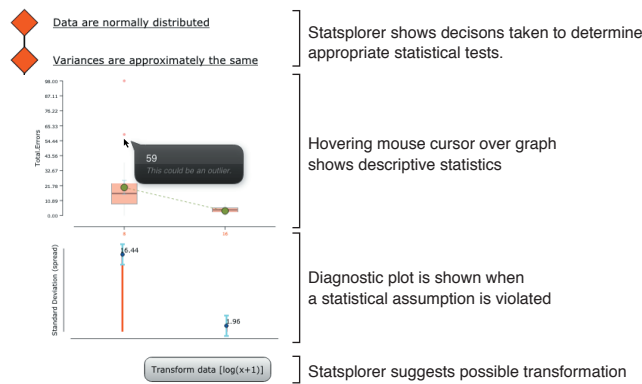 Data are normally distributed
Variances are approximately the same
Statsplorer shows decisons taken to determine
appropriate statistical tests.
98.00
87.11
76.22
65.33
54.44
43.56
32.67
21.78
10.89
0.00
Total.Errors
59
This could be an outlier.
Hovering mouse cursor over graph
shows descriptive statistics
Standard Deviation (spread)
16.44
1.96
Diagnostic plot is shown when
a statistical assumption is violated
Transform data [log(x+1)]
Statsplorer suggests possible transformation